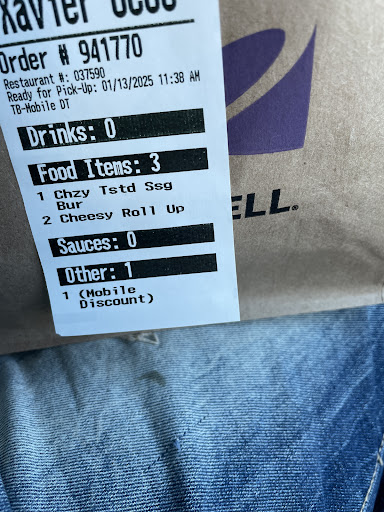 Xavier
Order # 941770
Restaurant #: 037590
Ready for Pick-Up: 01/13/2025 11:38 AM
TB-Mobile DT
Drinks: 0
Food Items: 3
1 Chzy Tstd Ssg
Bur
2 Cheesy Roll Up
Sauces: 0
Other: 1
1 (Mobile
Discount)
ELL®